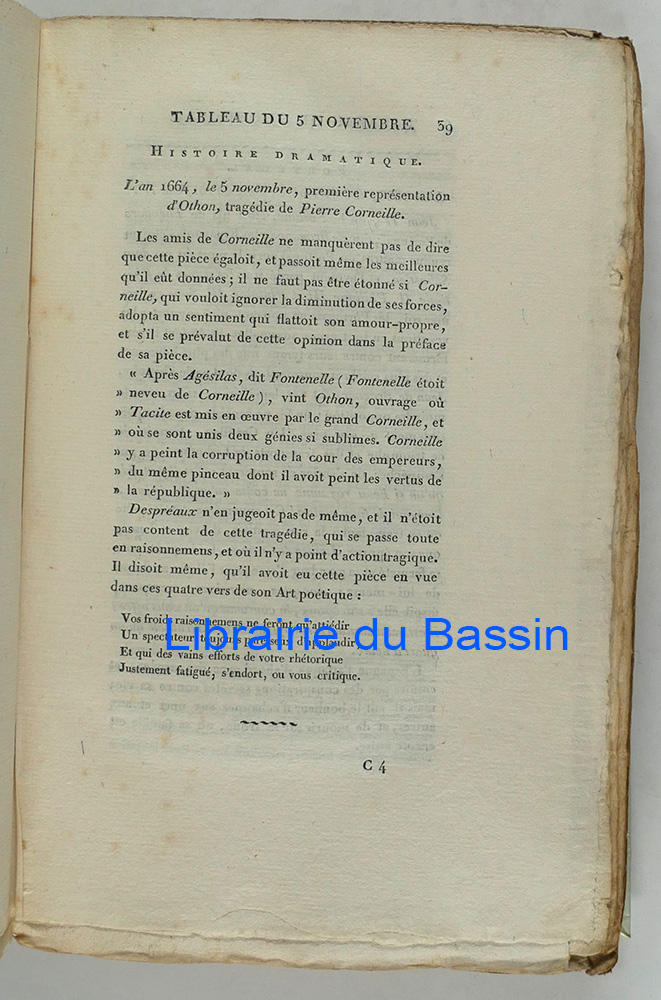 TABLEAU DU 5 NOVEMBRE. 39
HISTOIRE DRAMATIQUE.
L'an 1664, le 5 novembre, première représentation
d'Othon, tragédie de Pierre Corneille.
Les amis de Corneille ne manquèrent pas de dire
que cette pièce égaloit, et passoit même les meilleures
qu'il eût données ; il ne faut pas être étonné si Cor-
neille, qui vouloit ignorer la diminution de ses forces,
adopta un sentiment qui flattoit son amour-propre,
et s'il se prévalut de cette opinion dans la préface
de sa pièce.
« Après Agésilas, dit Fontenelle ( Fontenelle étoit
» neveu de Corneille ), vint Othon, ouvrage où
» Tacite est mis en œuvre par le grand Corneille, et
» où se sont unis deux génies si sublimes. Corneille
» y a peint la corruption de la cour des empereurs,
» du même pinceau dont il avoit peint les vertus de
» la république. »
Despréaux n'en jugeoit pas de même, et il n'étoit
pas content de cette tragédie, qui se passe toute
en raisonnemens, et où il n'y a point d'action tragique.
Il disoit même, qu'il avoit eu cette pièce en vue
dans ces quatre vers de son Art poétique :
Vos froids raisonnemens ne feront qu'attiédir
Un spectateur toujours paresseux d'applaudir,
Librairie du Bassin
Et qui des vains efforts de votre rhétorique
Justement fatigué, s'endort, ou vous critique.
C 4